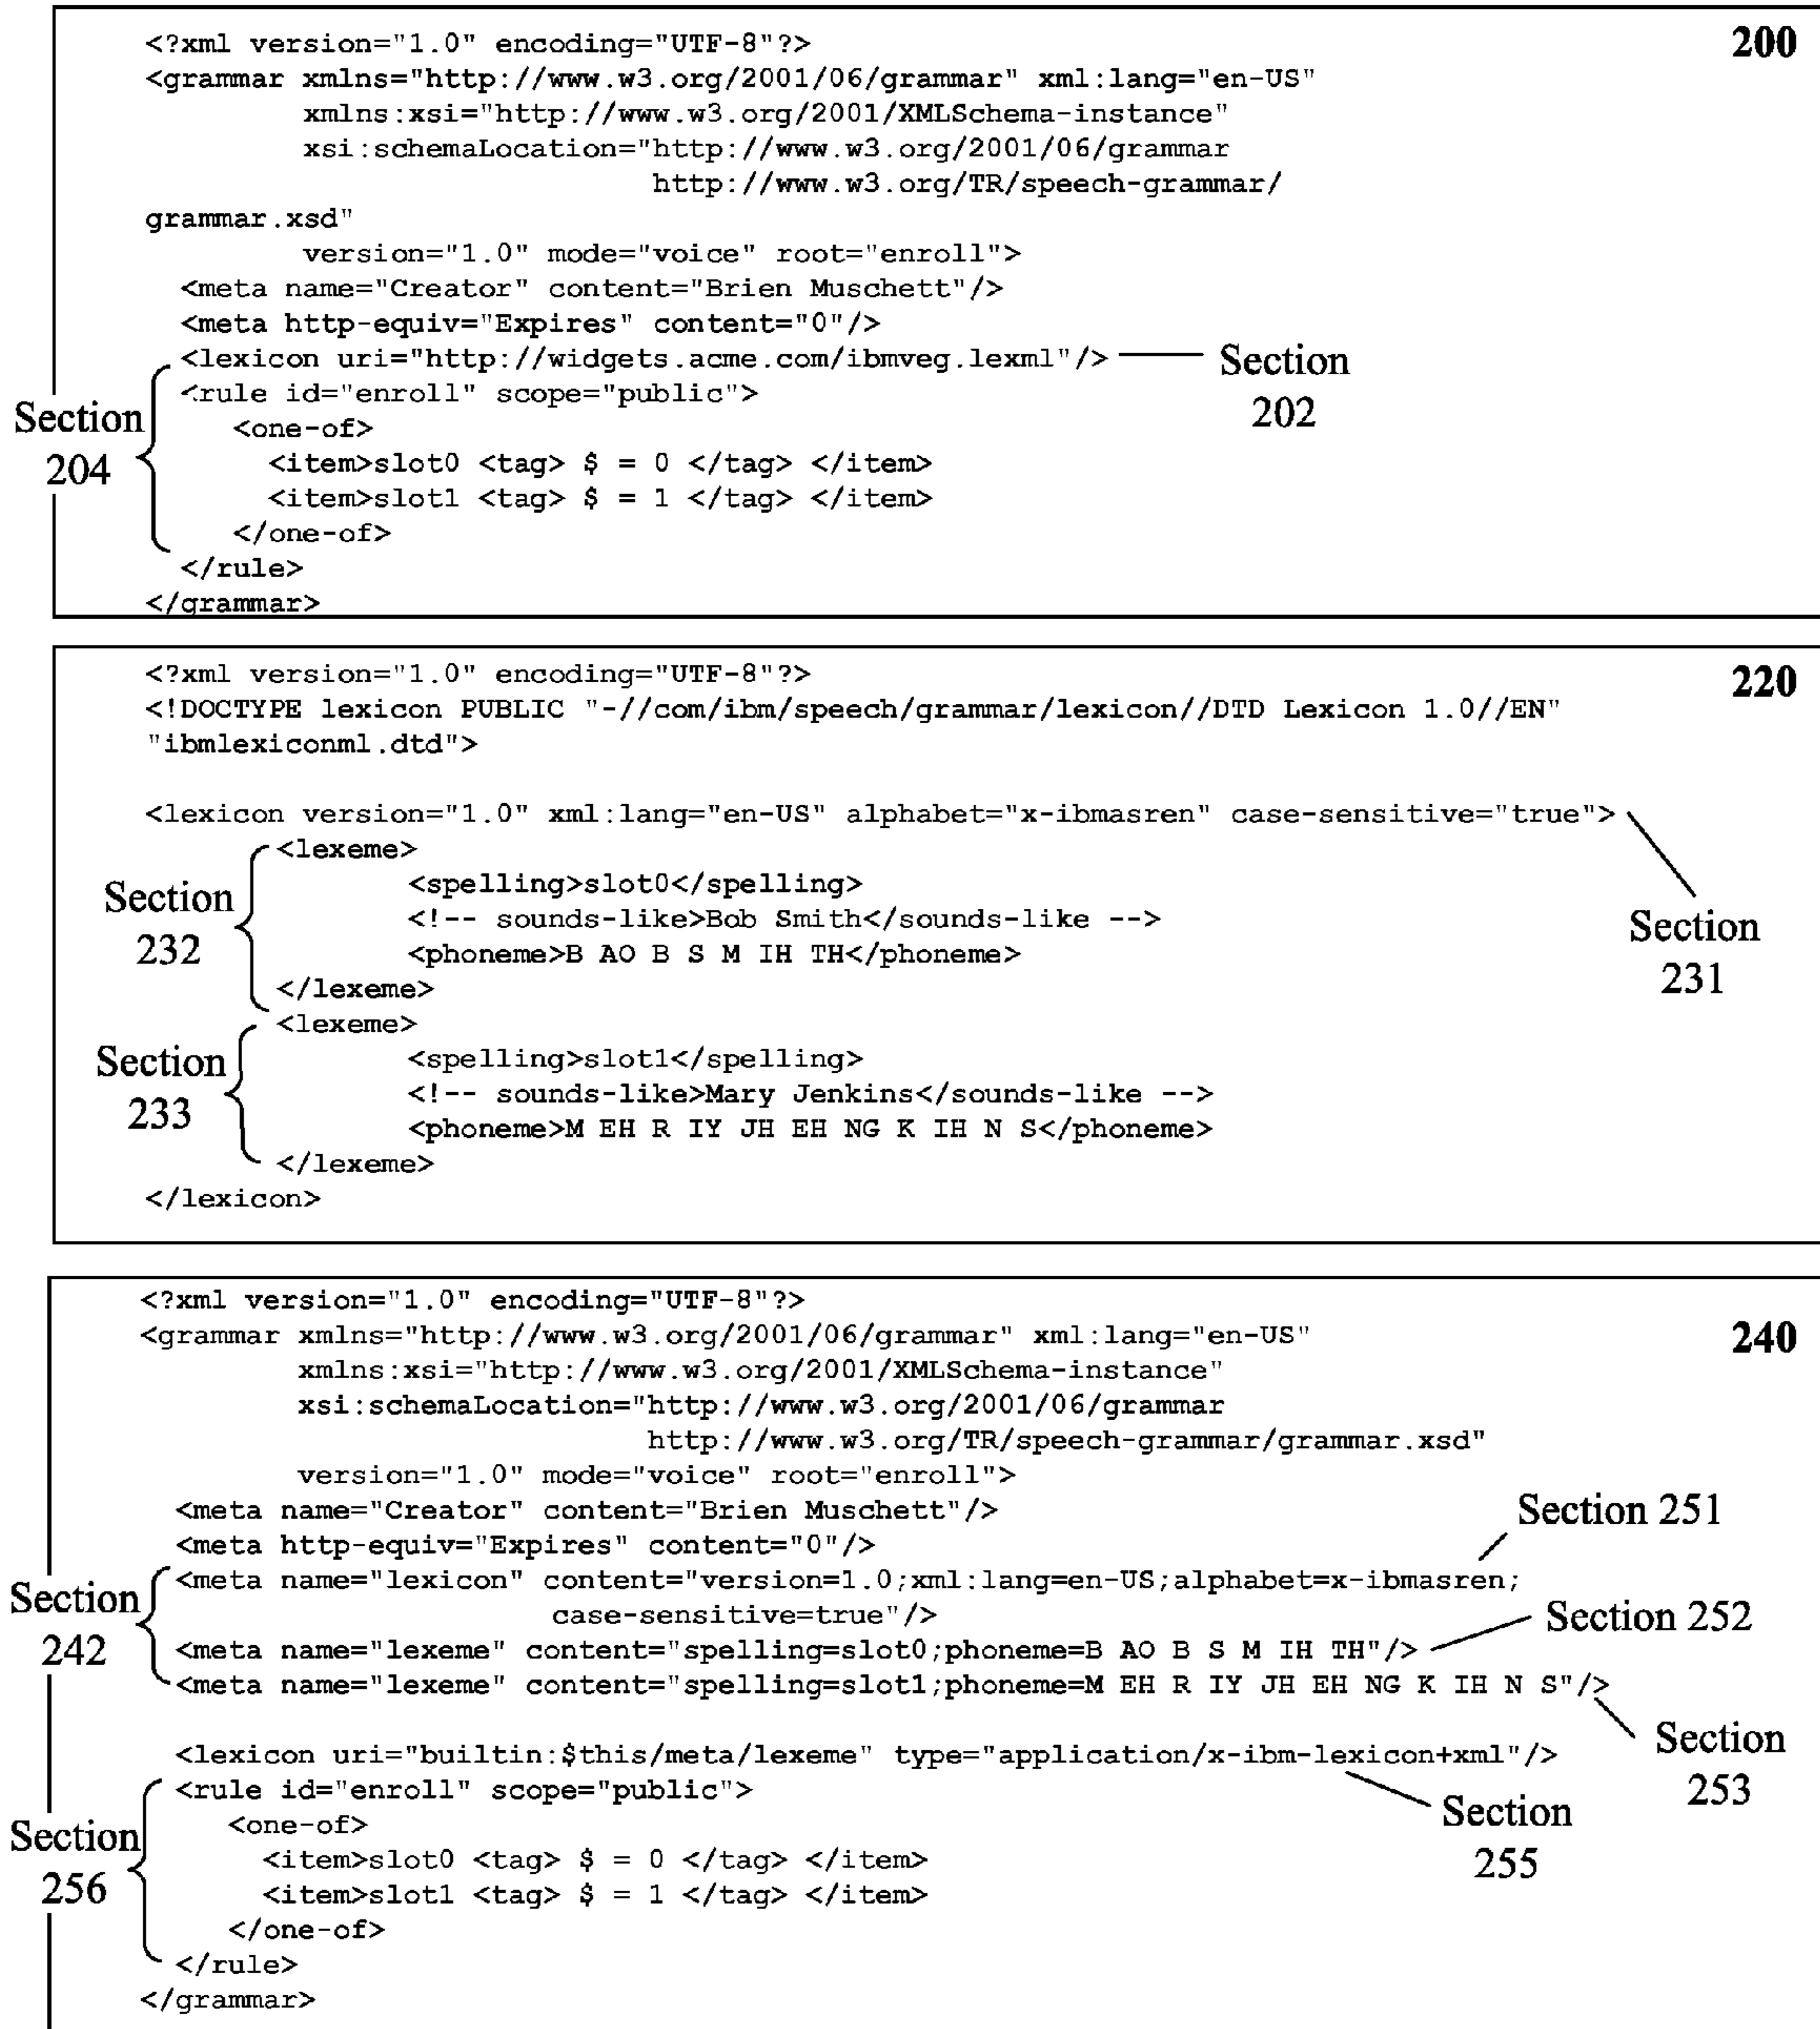 <?xml version="1.0" encoding="UTF-8"?> 200
<grammar xmlns="http://www.w3.org/2001/06/grammar" xml:lang="en-US"
xmlns:xsi="http://www.w3.org/2001/XMLSchema-instance"
xsi:schemaLocation="http://www.w3.org/2001/06/grammar
http://www.w3.org/TR/speech-grammar/
grammar.xsd"
version="1.0" mode="voice" root="enroll">
<meta name="Creator" content="Brien Muschett"/>
<meta http-equiv="Expires" content="0"/>
<lexicon uri="http://widgets.acme.com/ibmveg.lexml"/> Section 202
<rule id="enroll" scope="public">
Section 204
<one-of>
<item>slot0 <tag> $ = 0 </tag> </item>
<item>slot1 <tag> $ = 1 </tag> </item>
</one-of>
</rule>
</grammar>
<?xml version="1.0" encoding="UTF-8"?> 220
<!DOCTYPE lexicon PUBLIC "-//com/ibm/speech/grammar/lexicon//DTD Lexicon 1.0//EN"
"ibmlexiconml.dtd">
<lexicon version="1.0" xml:lang="en-US" alphabet="x-ibmasren" case-sensitive="true">
Section 231
Section 232
<lexeme>
<spelling>slot0</spelling>
<!-- sounds-like>Bob Smith</sounds-like -->
<phoneme>B AO B S M IH TH</phoneme>
</lexeme>
Section 233
<lexeme>
<spelling>slot1</spelling>
<!-- sounds-like>Mary Jenkins</sounds-like -->
<phoneme>M EH R IY JH EH NG K IH N S</phoneme>
</lexeme>
</lexicon>
<?xml version="1.0" encoding="UTF-8"?>
<grammar xmlns="http://www.w3.org/2001/06/grammar" xml:lang="en-US" 240
xmlns:xsi="http://www.w3.org/2001/XMLSchema-instance"
xsi:schemaLocation="http://www.w3.org/2001/06/grammar
http://www.w3.org/TR/speech-grammar/grammar.xsd"
version="1.0" mode="voice" root="enroll">
<meta name="Creator" content="Brien Muschett"/> Section 251
<meta http-equiv="Expires" content="0"/>
Section 242
<meta name="lexicon" content="version=1.0;xml:lang=en-US;alphabet=x-ibmasren;
case-sensitive=true"/>
<meta name="lexeme" content="spelling=slot0;phoneme=B AO B S M IH TH"/> Section 252
<meta name="lexeme" content="spelling=slot1;phoneme=M EH R IY JH EH NG K IH N S"/>
Section 253
<lexicon uri="builtin:$this/meta/lexeme" type="application/x-ibm-lexicon+xml"/>
Section 255
Section 256
<rule id="enroll" scope="public">
<one-of>
<item>slot0 <tag> $ = 0 </tag> </item>
<item>slot1 <tag> $ = 1 </tag> </item>
</one-of>
</rule>
</grammar>